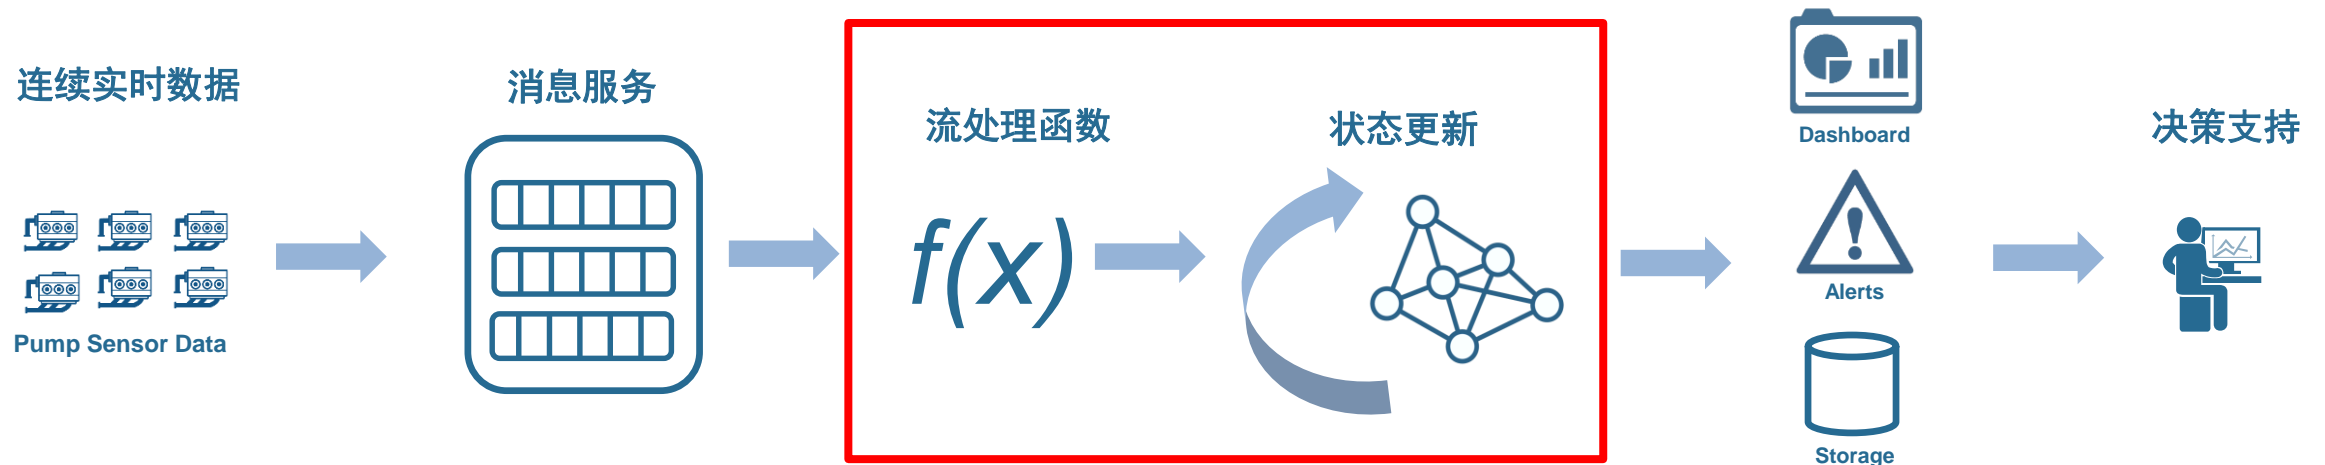 连续实时数据
Pump Sensor Data
消息服务
流处理函数
f(x)
状态更新
Dashboard
Alerts
Storage
决策支持